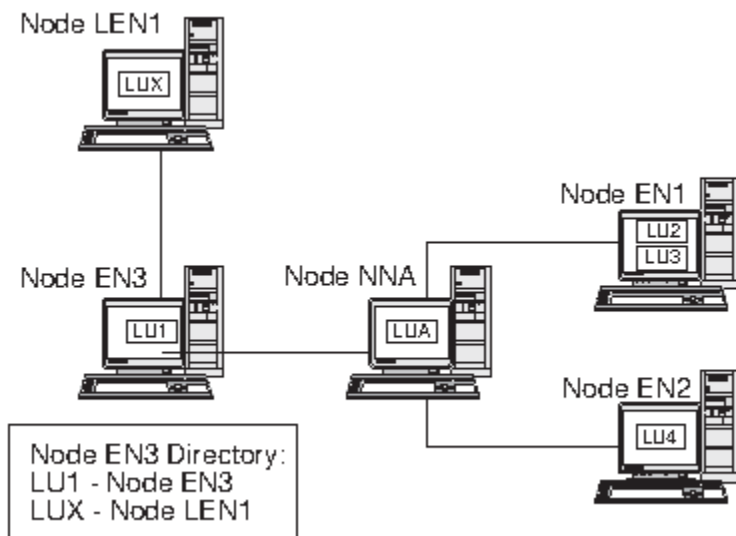 Node LEN1
LUX
Node EN1
LU2
LU3
Node EN3
Node NNA
LU1
LUA
Node EN2
LU4
Node EN3 Directory:
LU1 - Node EN3
LUX - Node LEN1